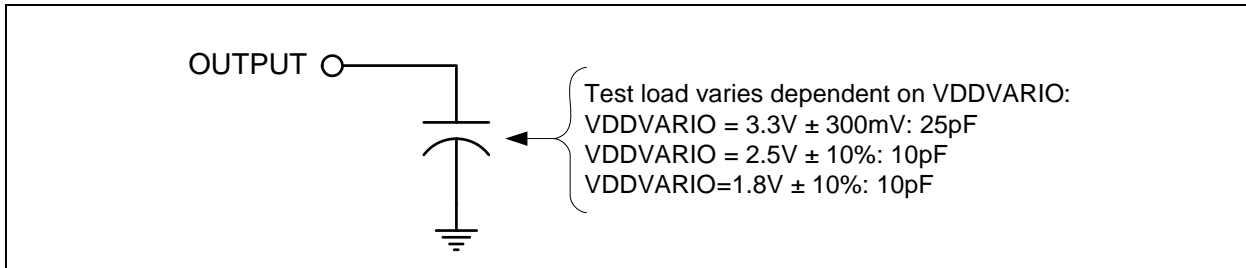 OUTPUT
Test load varies dependent on VDDVARIO:
VDDVARIO = 3.3V ± 300mV: 25pF
VDDVARIO = 2.5V ± 10%: 10pF
VDDVARIO=1.8V ± 10%: 10pF